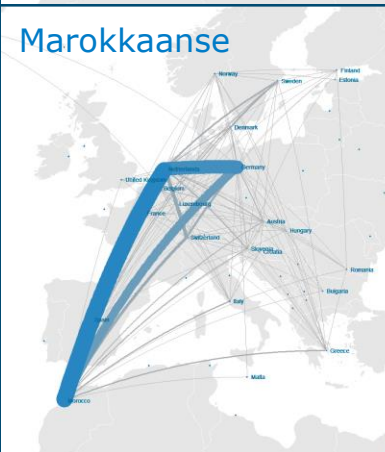 Marokkaanse
Norway
Finland
Estonia
Sweden
Denmark
Netherlands
Germany
United Kingdom
Belgium
Luxembourg
France
Austria
Hungary
Switzerland
Slovenia
Croatia
Romania
Bulgaria
Italy
Spain
Greece
Malta
Morocco